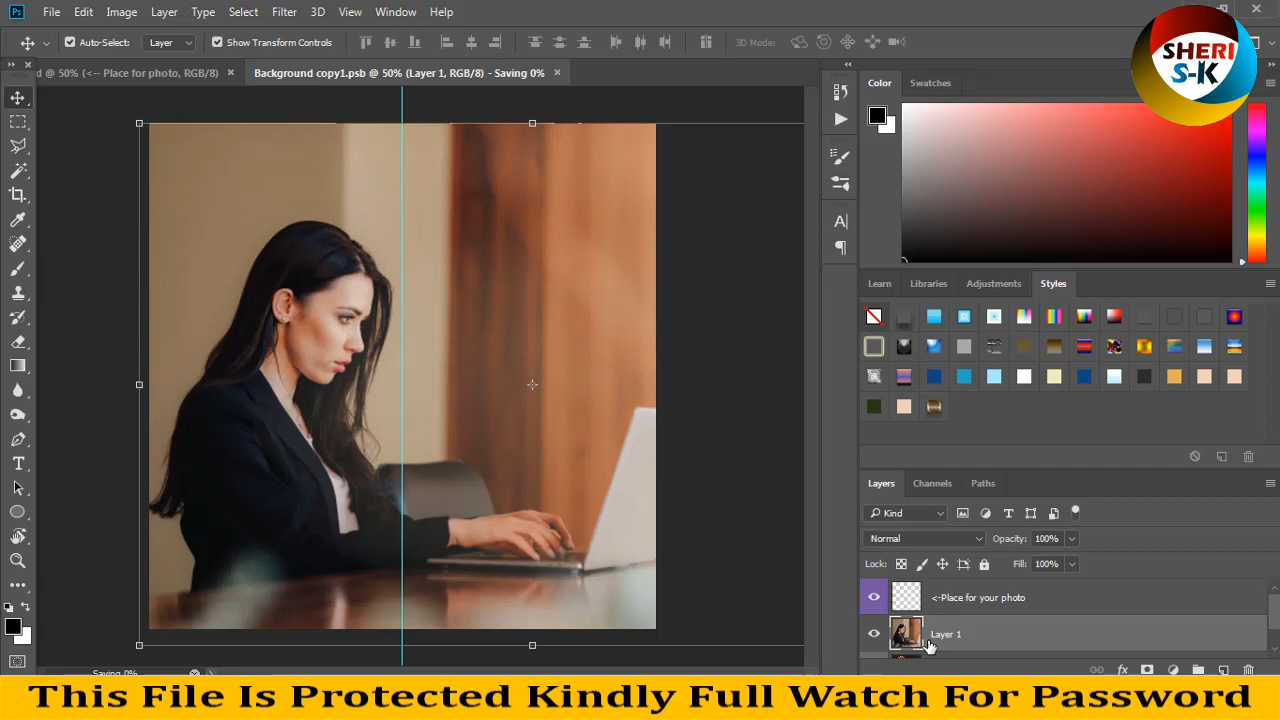 Ps File Edit Image Layer Type Select Filter 3D View Window Help
Auto-Select: Layer Show Transform Controls 3D Mode:
d @ 50% (<-- Place for photo, RGB/8) × Background copy1.psb @ 50% (Layer 1, RGB/8) - Saving 0% ×
SHERI
S-K
Color Swatches
Learn Libraries Adjustments Styles
Layers Channels Paths
Kind
Normal Opacity: 100%
Lock: Fill: 100%
<-Place for your photo
Layer 1
Saving 0%
This File Is Protected Kindly Full Watch For Password